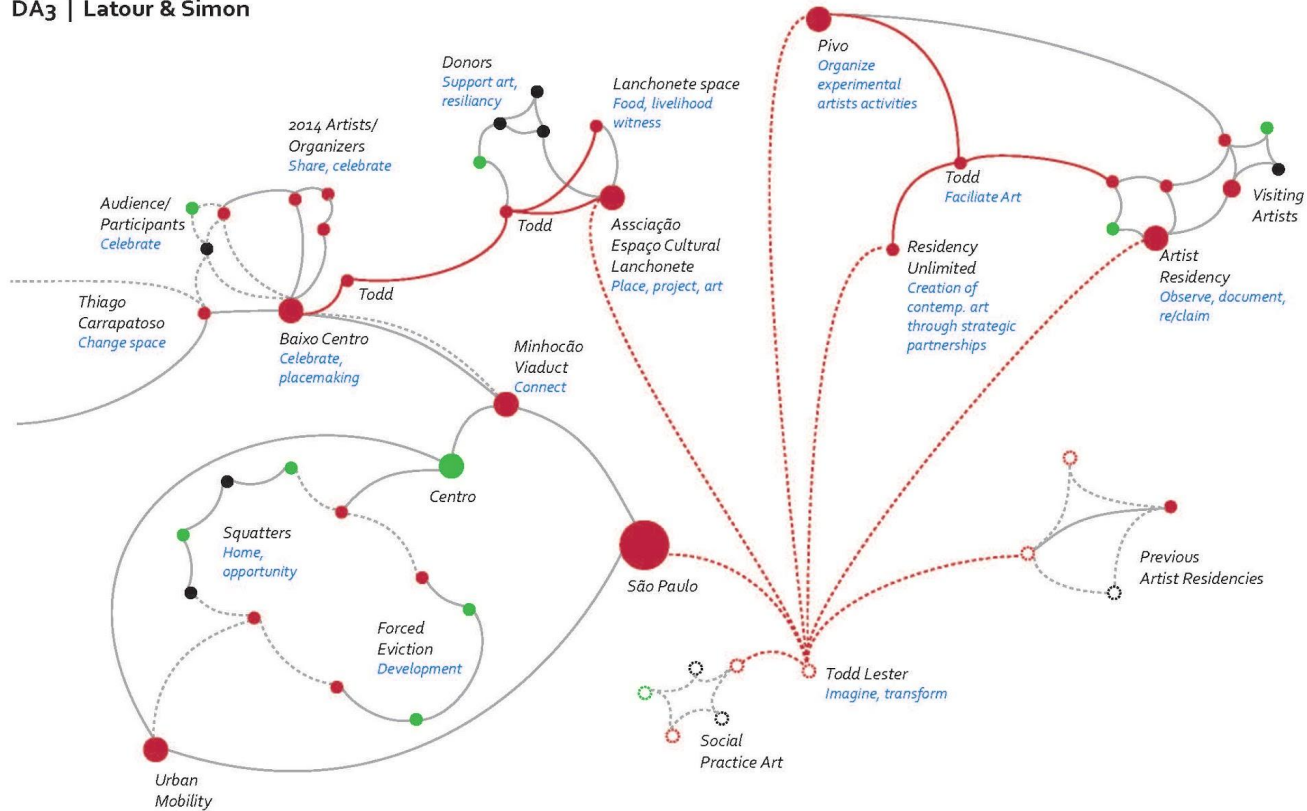 DA3 | Latour & Simon
Pivo
Organize
experimental
artists activities
Donors
Support art,
resiliancy
Lanchonete space
Food, livelihood
witness
2014 Artists/
Organizers
Share, celebrate
Audience/
Participants
Celebrate
Todd
Faciliate Art
Visiting
Artists
Todd
Assciação
Espaço Cultural
Lanchonete
Place, project, art
Residency
Unlimited
Creation of
contemp. art
through strategic
partnerships
Artist
Residency
Observe, document,
re/claim
Thiago
Carrapatoso
Change space
Todd
Baixo Centro
Celebrate,
placemaking
Minhocão
Viaduct
Connect
Centro
Squatters
Home,
opportunity
São Paulo
Previous
Artist Residencies
Forced
Eviction
Development
Todd Lester
Imagine, transform
Social
Practice Art
Urban
Mobility